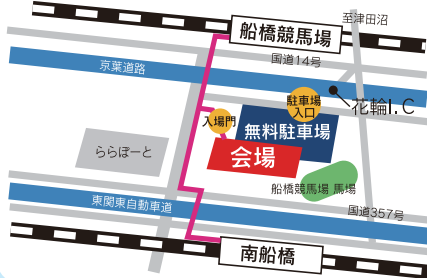 至津田沼
船橋競馬場
国道14号
京葉道路
駐車場
入口
花輪I.C
入場門
無料駐車場
ららぽーと
会場
船橋競馬場 馬場
東関東自動車道
国道357号
南船橋